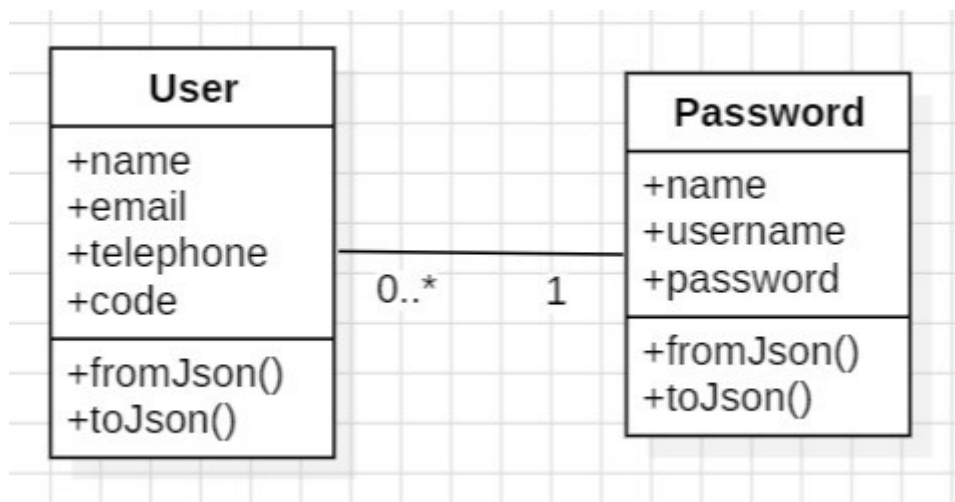 User
+name
+email
+telephone
+code
+fromJson()
+toJson()
0..*
1
Password
+name
+username
+password
+fromJson()
+toJson()